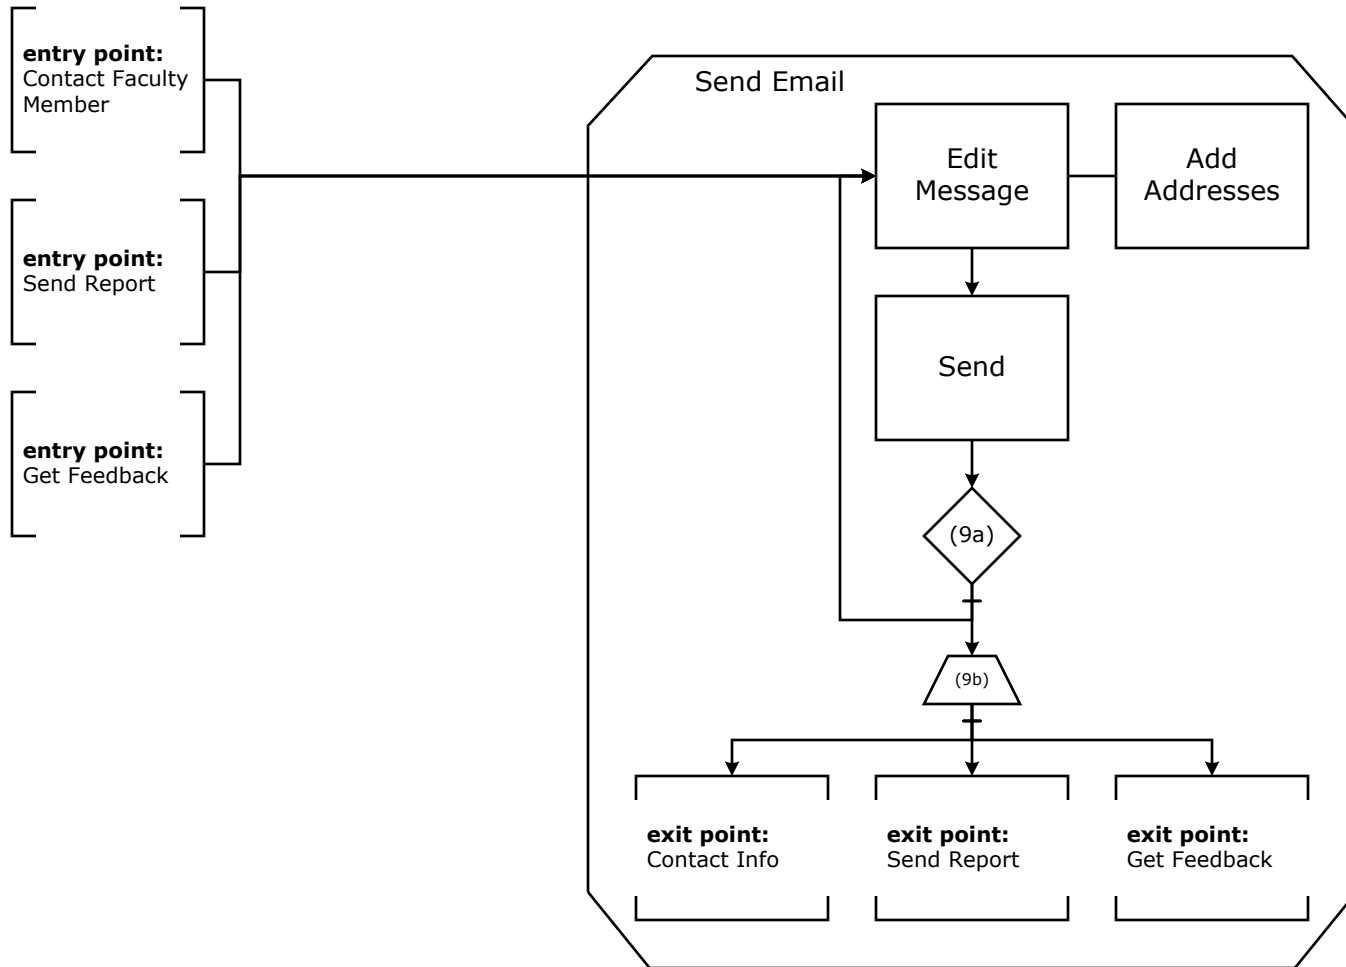 entry point:
Contact Faculty
Member
entry point:
Send Report
entry point:
Get Feedback
Send Email
Edit
Message
Add
Addresses
Send
(9a)
(9b)
exit point:
Contact Info
exit point:
Send Report
exit point:
Get Feedback